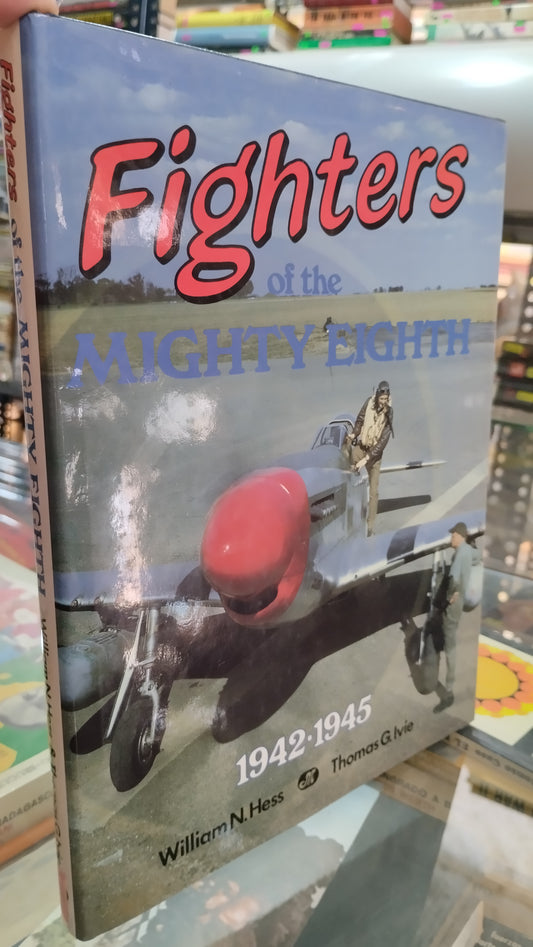 Fighters
of the
MIGHTY EIGHTH
1942·1945
William N. Hess
Thomas G. Ivie
Fighters of the MIGHTY EIGHTH